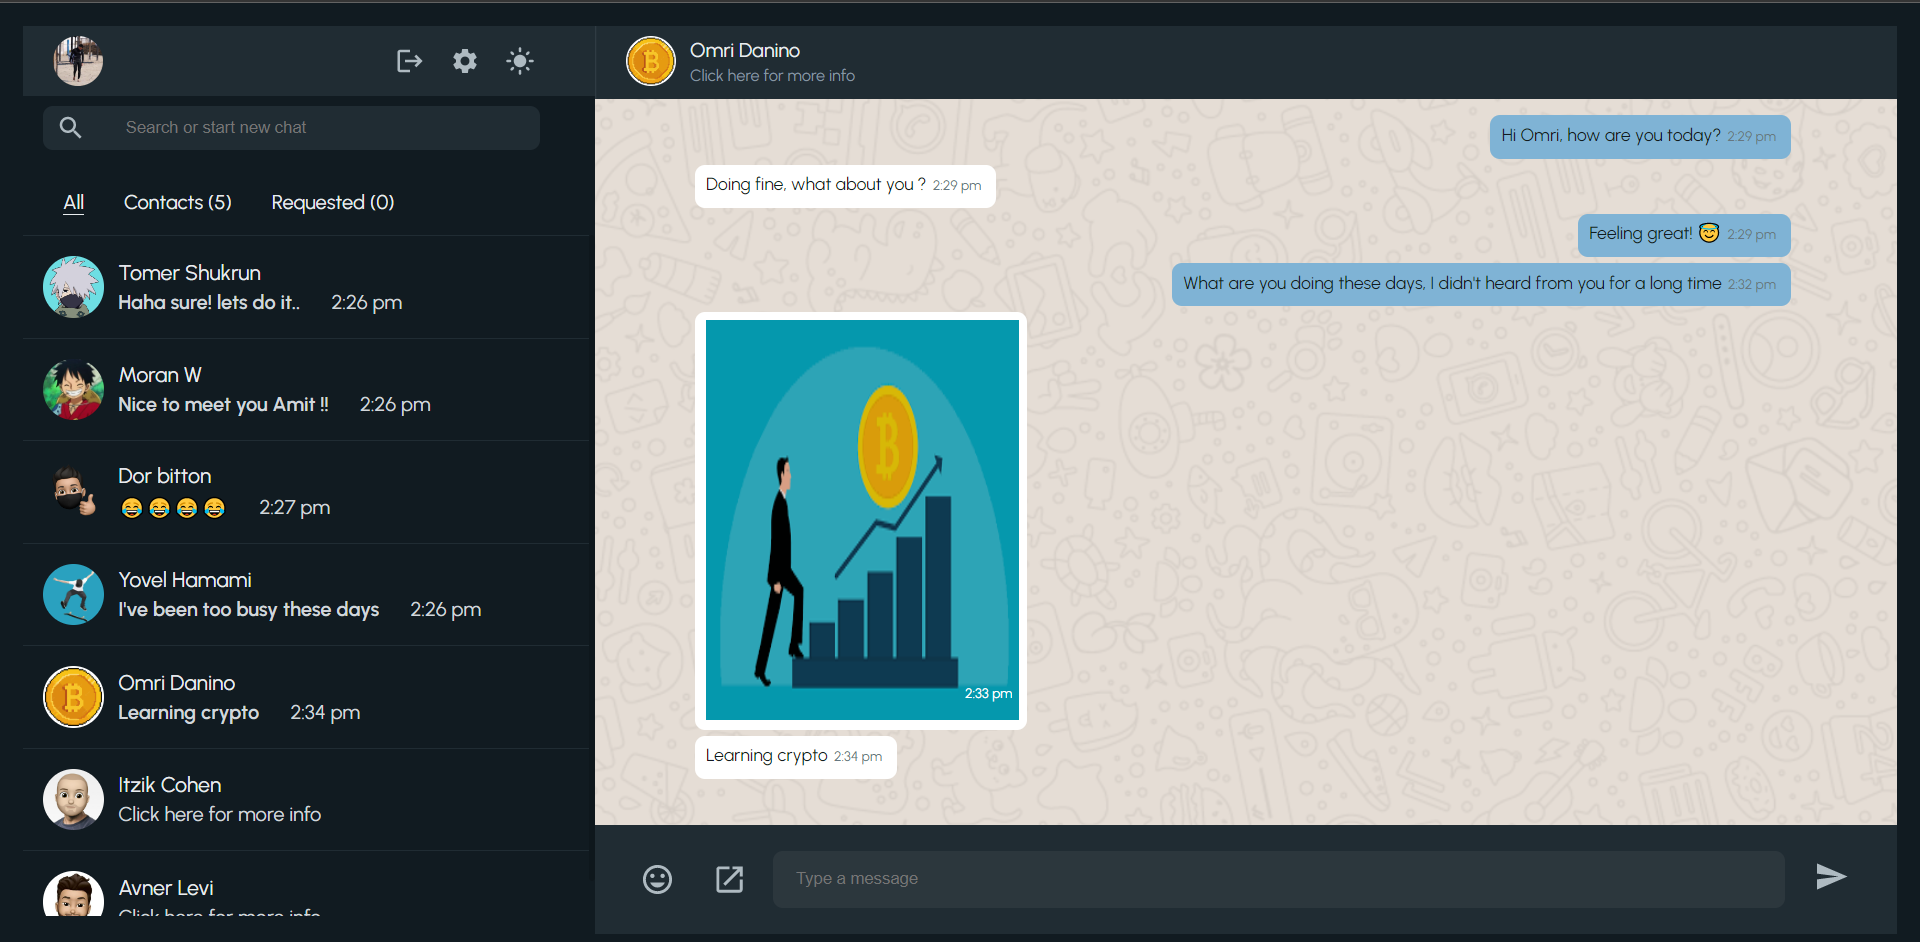 Search or start new chat
All Contacts (5) Requested (0)
Tomer Shukrun
Haha sure! lets do it.. 2:26 pm
Moran W
Nice to meet you Amit !! 2:26 pm
Dor bitton
😂😂😂😂 2:27 pm
Yovel Hamami
I've been too busy these days 2:26 pm
Omri Danino
Learning crypto 2:34 pm
Itzik Cohen
Click here for more info
Avner Levi
Click here for more info
Omri Danino
Click here for more info
Hi Omri, how are you today? 2:29 pm
Doing fine, what about you ? 2:29 pm
Feeling great! 😇 2:29 pm
What are you doing these days, I didn't heard from you for a long time 2:32 pm
2:33 pm
Learning crypto 2:34 pm
Type a message